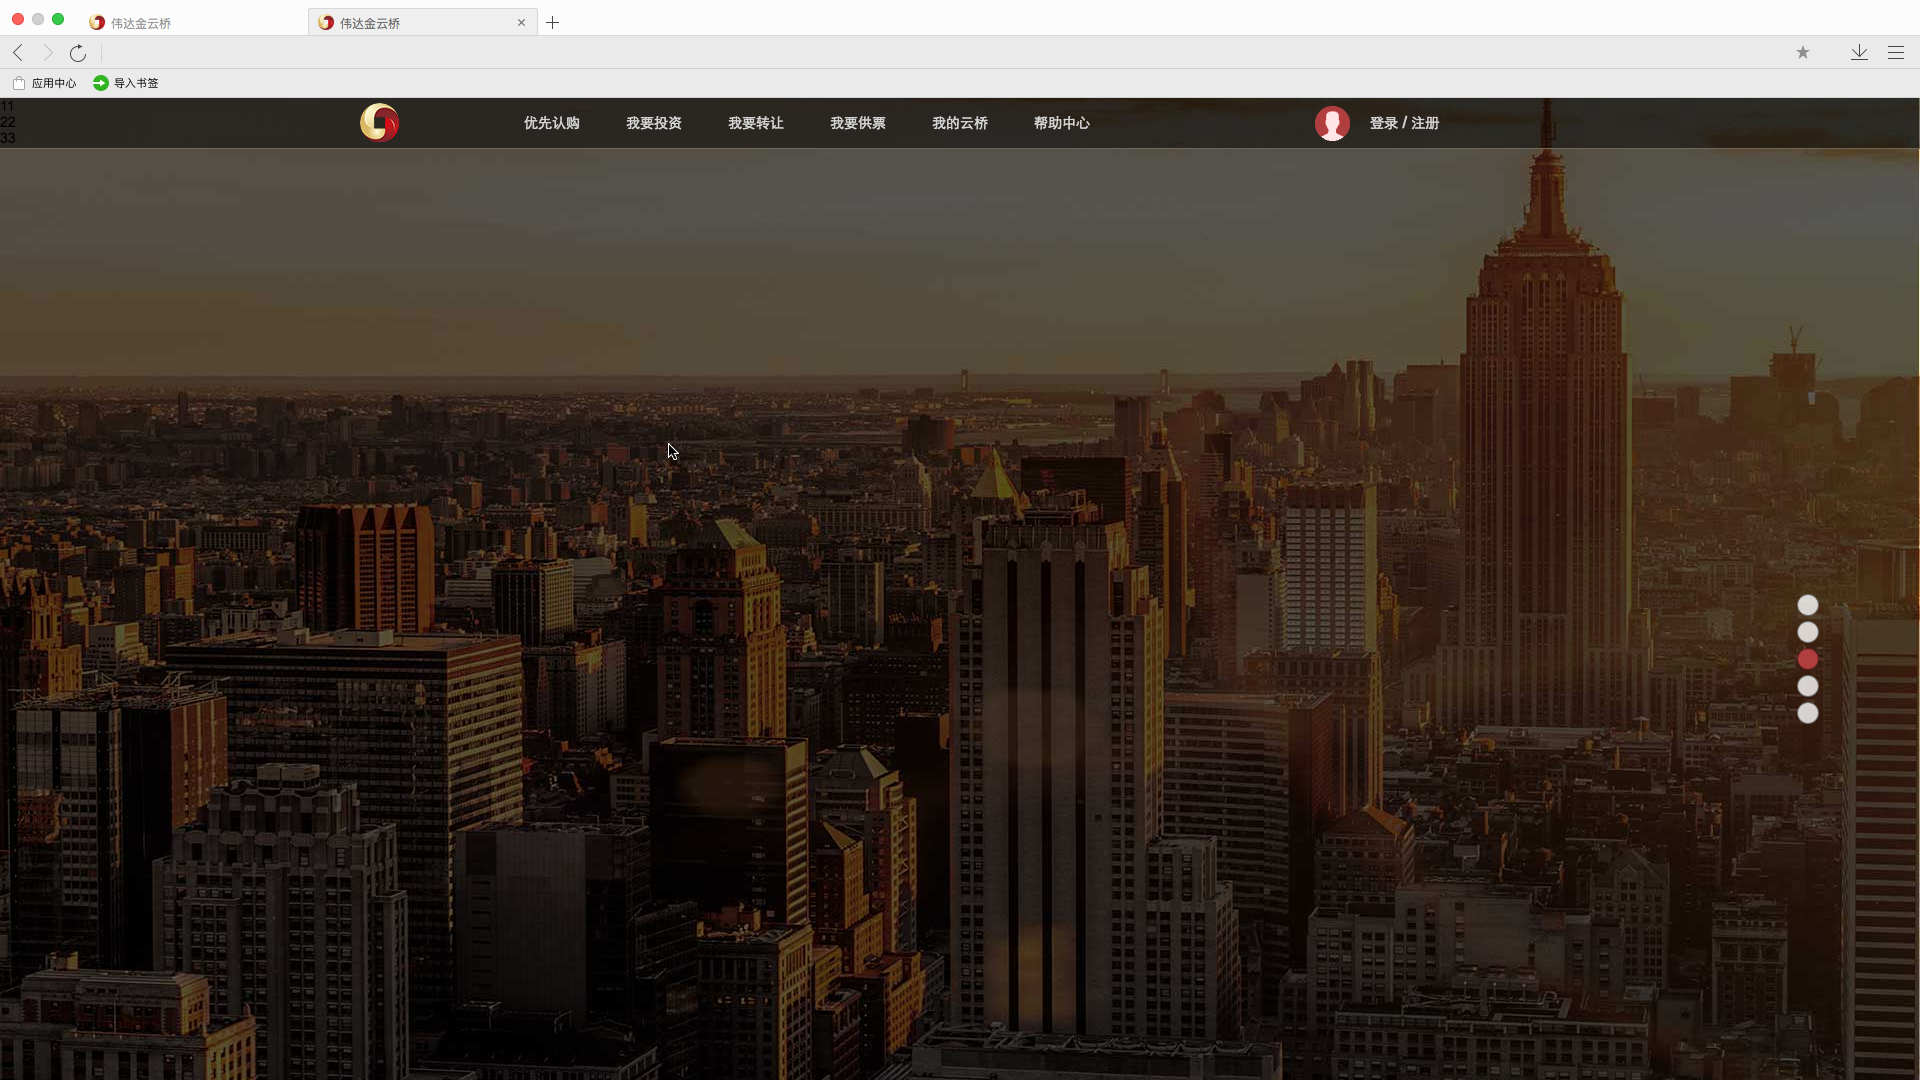 伟达金云桥
伟达金云桥
应用中心
导入书签
11
22
33
优先认购
我要投资
我要转让
我要供票
我的云桥
帮助中心
登录 / 注册